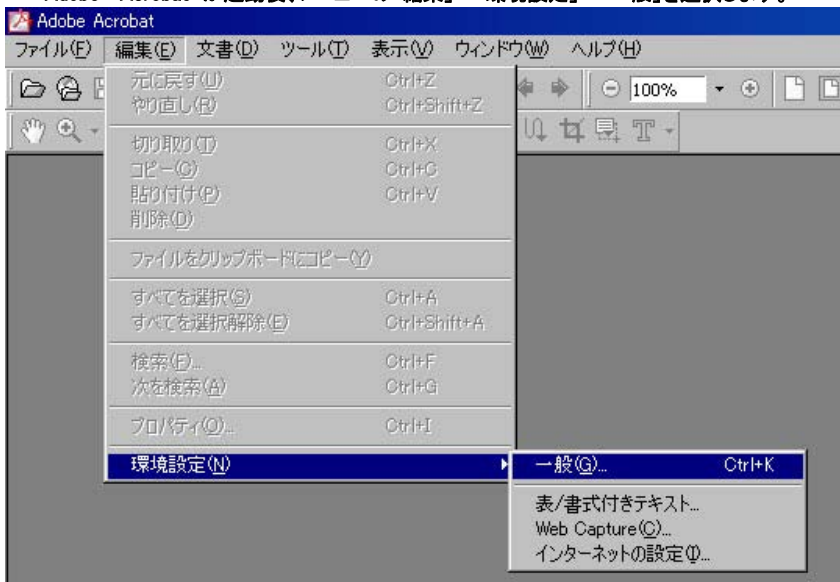 Adobe Acrobat
ファイル(F) 編集(E) 文書(D) ツール(T) 表示(V) ウィンドウ(W) ヘルプ(H)
100%
元に戻す(U) Ctrl+Z
やり直し(R) Ctrl+Shift+Z
切り取り(T) Ctrl+X
コピー(C) Ctrl+C
貼り付け(P) Ctrl+V
削除(D)
ファイルをクリップボードにコピー(Y)
すべてを選択(S) Ctrl+A
すべてを選択解除(E) Ctrl+Shift+A
検索(F)... Ctrl+F
次を検索(A) Ctrl+G
プロパティ(O)... Ctrl+I
環境設定(N)
一般(G)... Ctrl+K
表/書式付きテキスト...
Web Capture(C)...
インターネットの設定(I)...